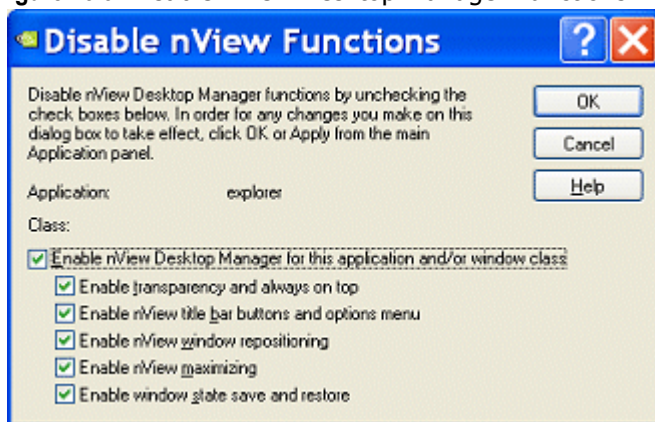 Disable nView Functions
Disable nView Desktop Manager functions by unchecking the
check boxes below. In order for any changes you make on this
dialog box to take effect, click OK or Apply from the main
Application panel.
OK
Cancel
Help
Application: explorer
Class:
Enable nView Desktop Manager for this application and/or window class
Enable transparency and always on top
Enable nView title bar buttons and options menu
Enable nView window repositioning
Enable nView maximizing
Enable window state save and restore